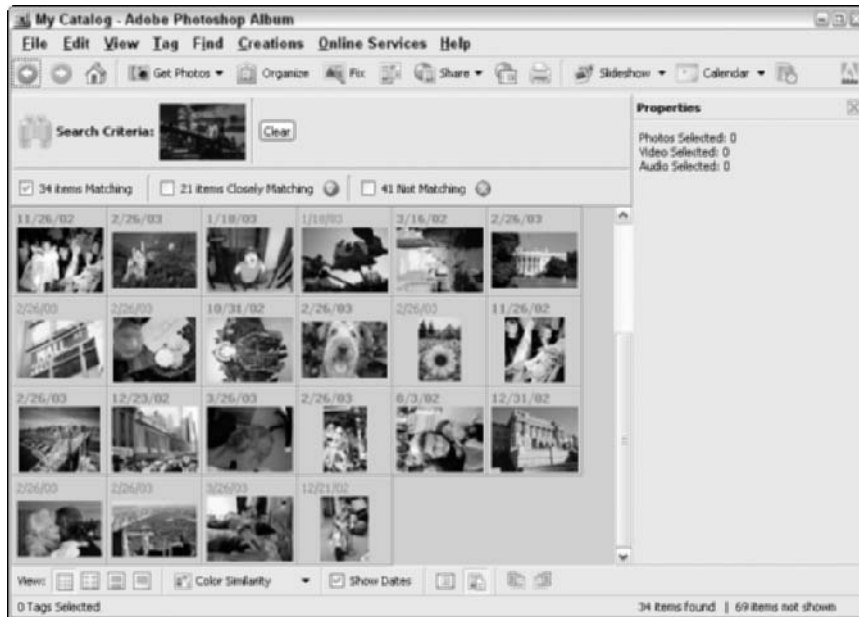 My Catalog - Adobe Photoshop Album
File Edit View Tag Find Creations Online Services Help
Get Photos Organize Fix Share Slideshow Calendar
Search Criteria: Clear
Properties
Photos Selected: 0
Video Selected: 0
Audio Selected: 0
34 items Matching 21 items Closely Matching 41 Not Matching
11/26/02 2/26/03 1/18/03 1/18/03 3/16/02 2/26/03
2/26/03 2/26/03 10/31/02 2/26/03 2/26/03 11/26/02
WALL
2/26/03 12/23/02 3/26/03 2/26/03 8/3/02 12/31/02
2/26/03 2/26/03 3/26/03 12/21/02
View: Color Similarity Show Dates
0 Tags Selected 34 items found | 69 items not shown